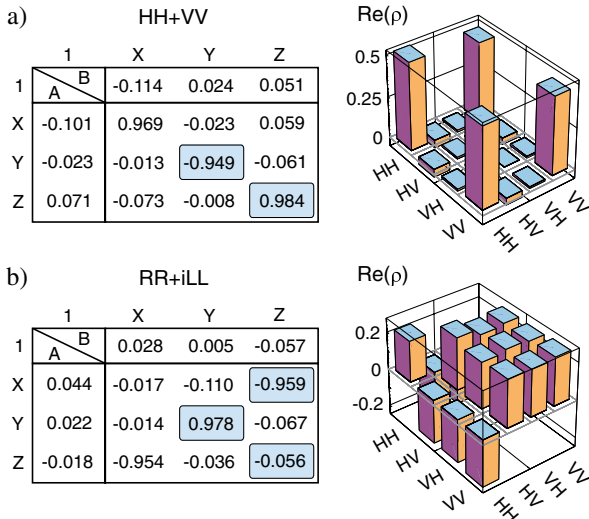 a) HH+VV
1 X Y Z
1 A B -0.114 0.024 0.051
X -0.101 0.969 -0.023 0.059
Y -0.023 -0.013 -0.949 -0.061
Z 0.071 -0.073 -0.008 0.984
Re(ρ)
0.5
0.25
0
HH HV VH VV
HH HV VH VV
b) RR+iLL
1 X Y Z
1 A B 0.028 0.005 -0.057
X 0.044 -0.017 -0.110 -0.959
Y 0.022 -0.014 0.978 -0.067
Z -0.018 -0.954 -0.036 -0.056
Re(ρ)
0.2
0
-0.2
HH HV VH VV
HH HV VH VV